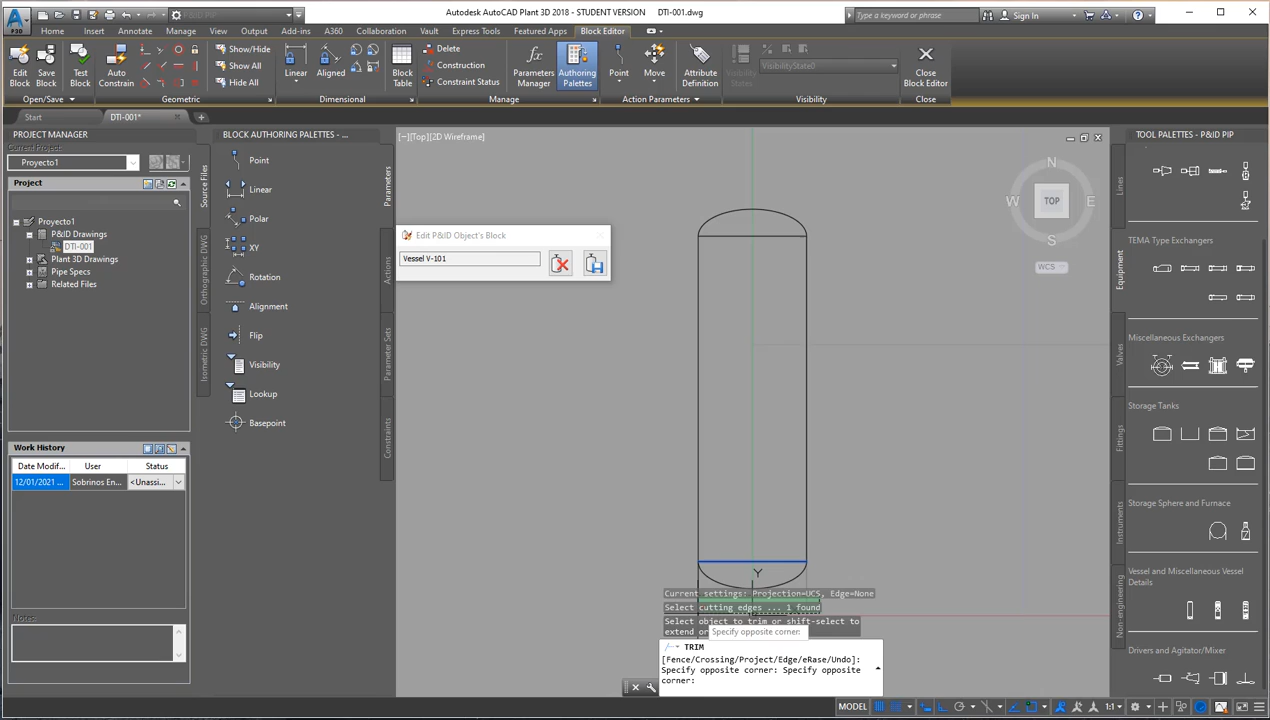 P&ID PIP
Autodesk AutoCAD Plant 3D 2018 - STUDENT VERSION DTI-001.dwg
Type a keyword or phrase
Sign In
P3D
Home Insert Annotate Manage View Output Add-ins A360 Collaboration Vault Express Tools Featured Apps Block Editor
Edit Block
Save Block
Test Block
Auto Constrain
Show/Hide
Show All
Hide All
Linear
Aligned
Block Table
Delete
Construction
Constraint Status
Parameters Manager
Authoring Palettes
Point
Move
Attribute Definition
Visibility States
VisibilityState0
Close Block Editor
Open/Save
Geometric
Dimensional
Manage
Action Parameters
Visibility
Close
Start
DTI-001*
PROJECT MANAGER
Current Project:
Proyecto1
Project
Proyecto1
P&ID Drawings
DTI-001
Plant 3D Drawings
Pipe Specs
Related Files
Source Files
Orthographic DWG
Isometric DWG
Work History
Date Modif... User Status
12/01/2021 ... Sobrinos En... <Unassi...
Notes:
BLOCK AUTHORING PALETTES - ...
Point
Linear
Polar
XY
Rotation
Alignment
Flip
Visibility
Lookup
Basepoint
Parameters
Actions
Parameter Sets
Constraints
[−][Top][2D Wireframe]
Edit P&ID Object's Block
Vessel V-101
N
W TOP E
S
WCS
Y
Current settings: Projection=UCS, Edge=None
Select cutting edges ... 1 found
Select object to trim or shift-select to
extend or
Specify opposite corner:
TRIM
[Fence/Crossing/Project/Edge/eRase/Undo]:
Specify opposite corner: Specify opposite
corner:
TOOL PALETTES - P&ID PIP
Lines
Equipment
Valves
Fittings
Instruments
Non-engineering
TEMA Type Exchangers
Miscellaneous Exchangers
Storage Tanks
Storage Sphere and Furnace
Vessel and Miscellaneous Vessel
Details
Drivers and Agitator/Mixer
MODEL
1:1